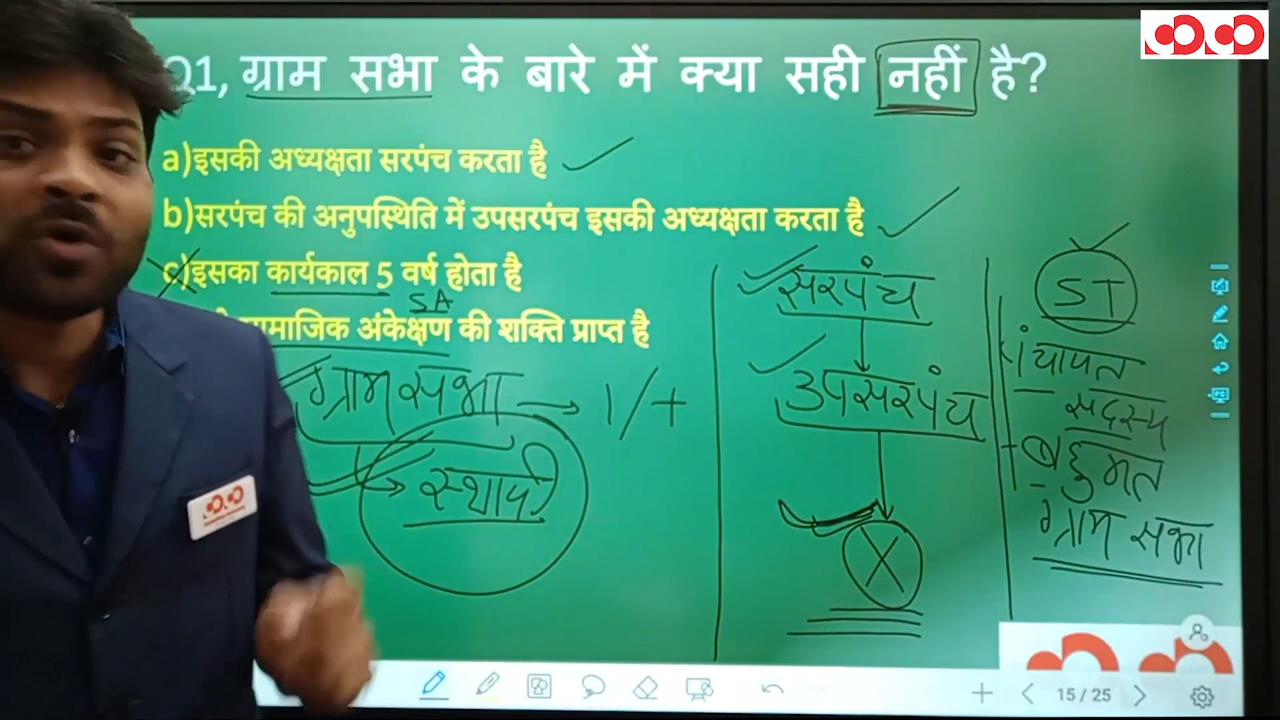 Q1, ग्राम सभा के बारे में क्या सही नहीं है?
a)इसकी अध्यक्षता सरपंच करता है
b)सरपंच की अनुपस्थिति में उपसरपंच इसकी अध्यक्षता करता है
c)इसका कार्यकाल 5 वर्ष होता है
SA
सामाजिक अंकेक्षण की शक्ति प्राप्त है
ग्राम सभा → 1/+
स्थायी
सरपंच
उपसरपंच
X
ST
पंचायत
सदस्य
बहुमत
ग्राम सभा
15 / 25